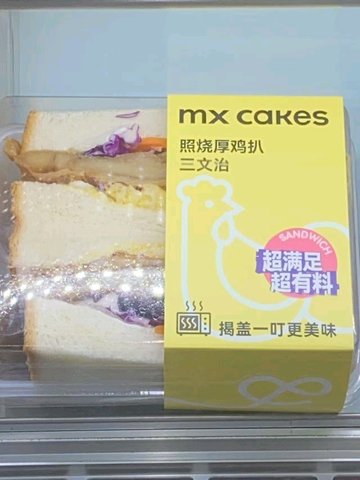 mx cakes
照烧厚鸡扒
三文治
SANDWICH
超满足
超有料
揭盖一叮更美味